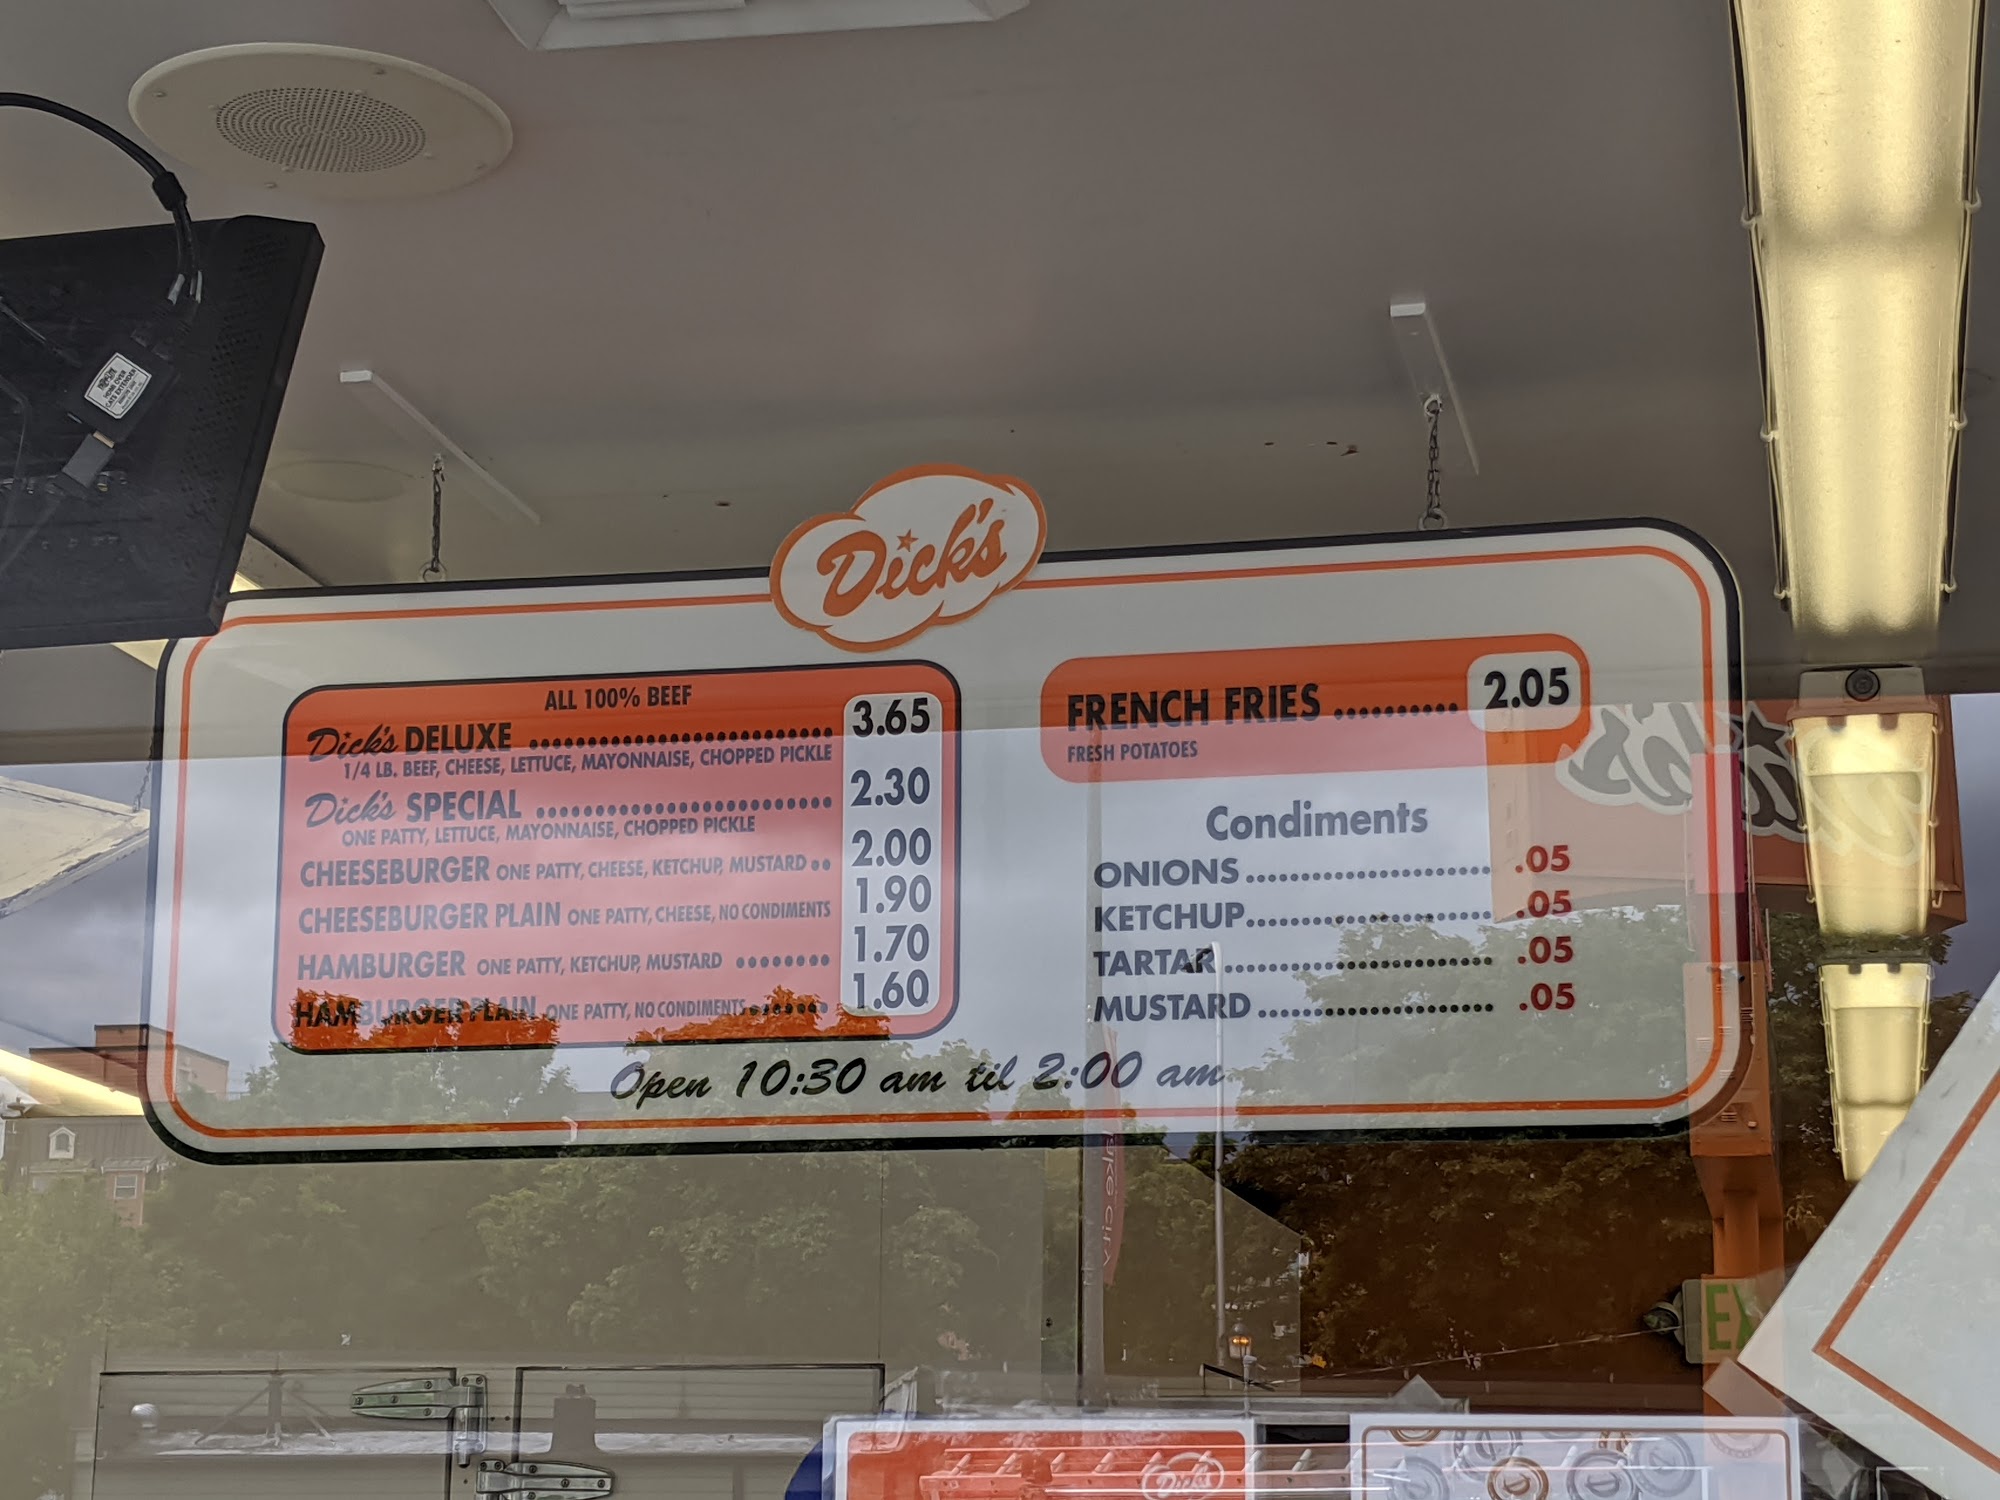 Dick's
ALL 100% BEEF
Dick's DELUXE .......................... 3.65
1/4 LB. BEEF, CHEESE, LETTUCE, MAYONNAISE, CHOPPED PICKLE
Dick's SPECIAL .......................... 2.30
ONE PATTY, LETTUCE, MAYONNAISE, CHOPPED PICKLE
CHEESEBURGER ONE PATTY, CHEESE, KETCHUP, MUSTARD .. 2.00
CHEESEBURGER PLAIN ONE PATTY, CHEESE, NO CONDIMENTS 1.90
HAMBURGER ONE PATTY, KETCHUP, MUSTARD ........ 1.70
HAMBURGER PLAIN ONE PATTY, NO CONDIMENTS ....... 1.60
FRENCH FRIES .......... 2.05
FRESH POTATOES
Condiments
ONIONS ...................... .05
KETCHUP ...................... .05
TARTAR ........................ .05
MUSTARD ..................... .05
Open 10:30 am til 2:00 am
EX
Dick's